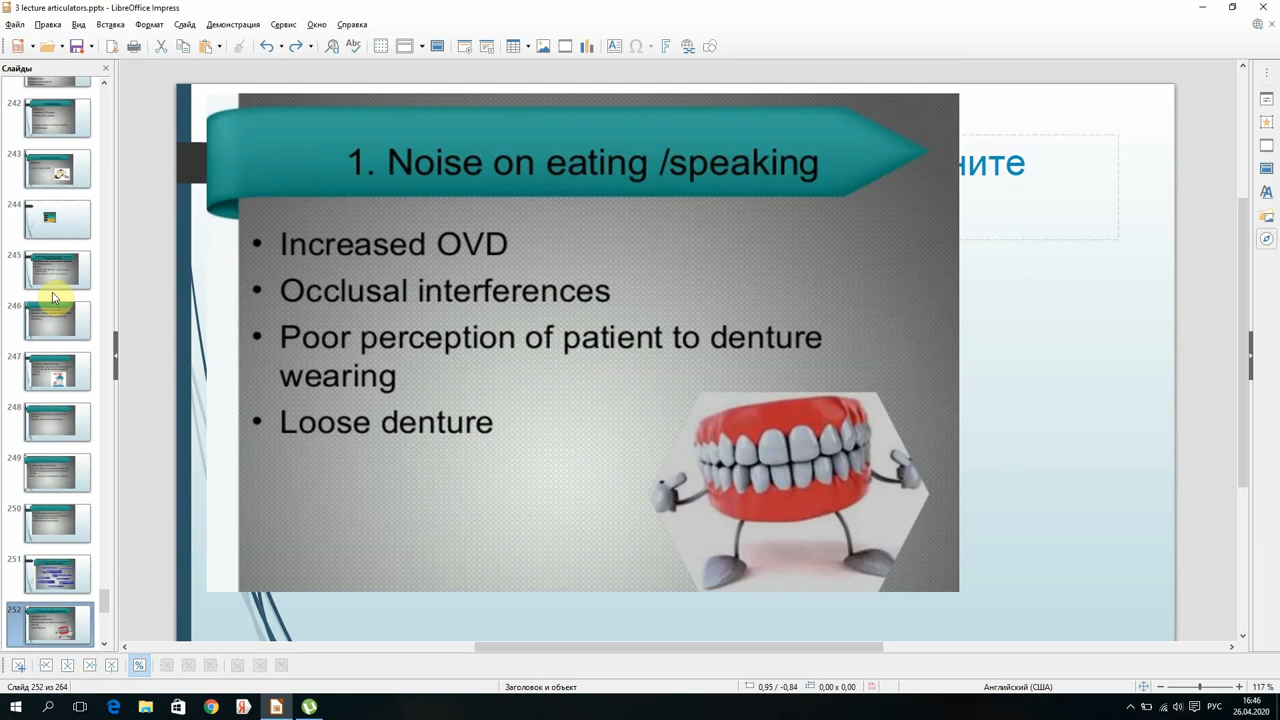 3 lecture articulators.pptx - LibreOffice Impress
Файл Правка Вид Вставка Формат Слайд Демонстрация Сервис Окно Справка
Слайды
242
243
244
245
246
247
248
249
250
251
252
ните
1. Noise on eating /speaking
• Increased OVD
• Occlusal interferences
• Poor perception of patient to denture
wearing
• Loose denture
Слайд 252 из 264
Заголовок и объект
0,95 / -0,84
0,00 x 0,00
Английский (США)
117 %
РУС
16:46
26.04.2020